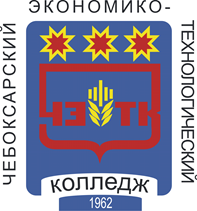 ЧЕБОКСАРСКИЙ
ЭКОНОМИКО-
ТЕХНОЛОГИЧЕСКИЙ
ЧЭТК
КОЛЛЕДЖ
1962